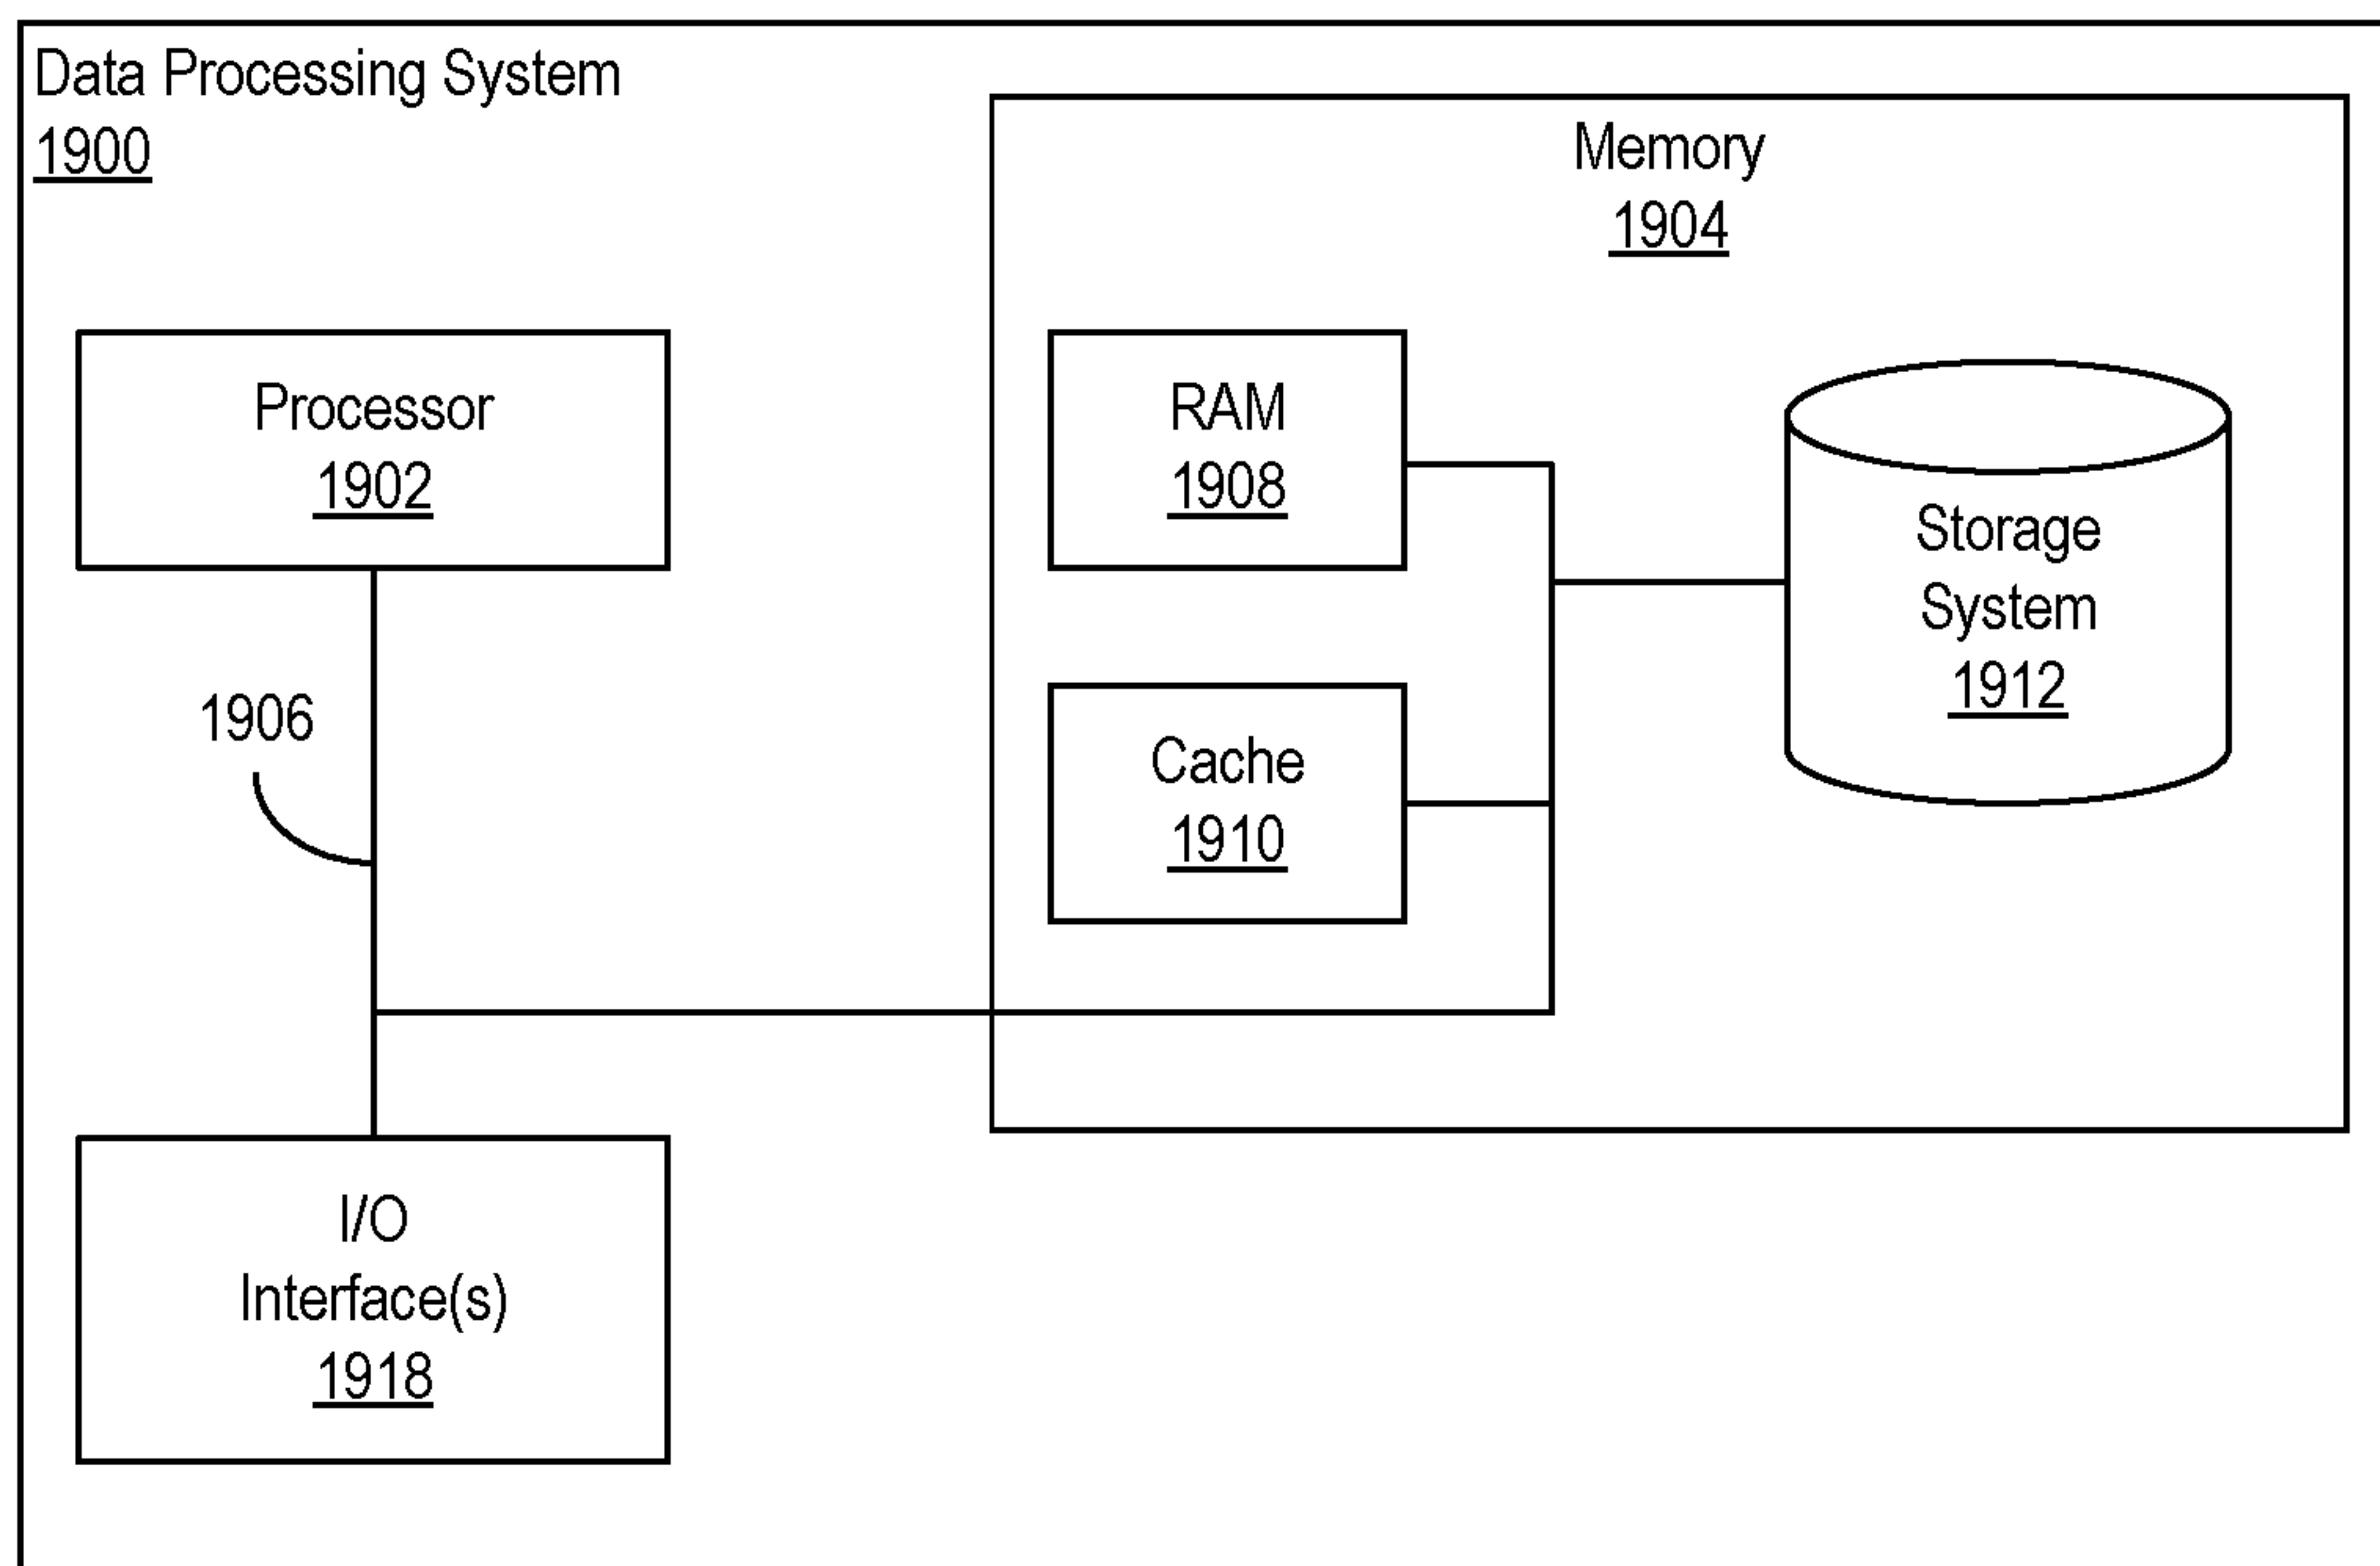 Data Processing System
1900
Memory
1904
Processor
1902
RAM
1908
Storage
System
1912
1906
Cache
1910
I/O
Interface(s)
1918